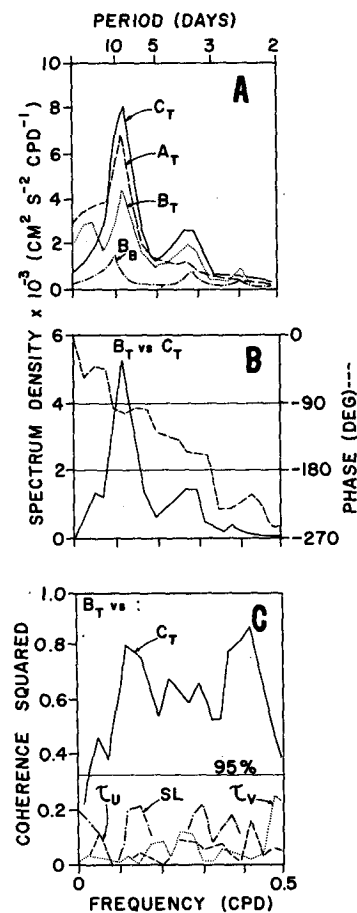 PERIOD (DAYS)
10 5 3 2
A
10
8
6
4
2
0
C_T
A_T
B_T
B_B
SPECTRUM DENSITY × 10⁻³ (CM² S⁻² CPD⁻¹)
B
B_T vs C_T
6
4
2
0
0
-90
-180
-270
PHASE (DEG)---
C
B_T vs :
C_T
1.0
0.8
0.6
0.4
0.2
0
COHERENCE SQUARED
95%
τ_U
SL
τ_V
0 0.5
FREQUENCY (CPD)